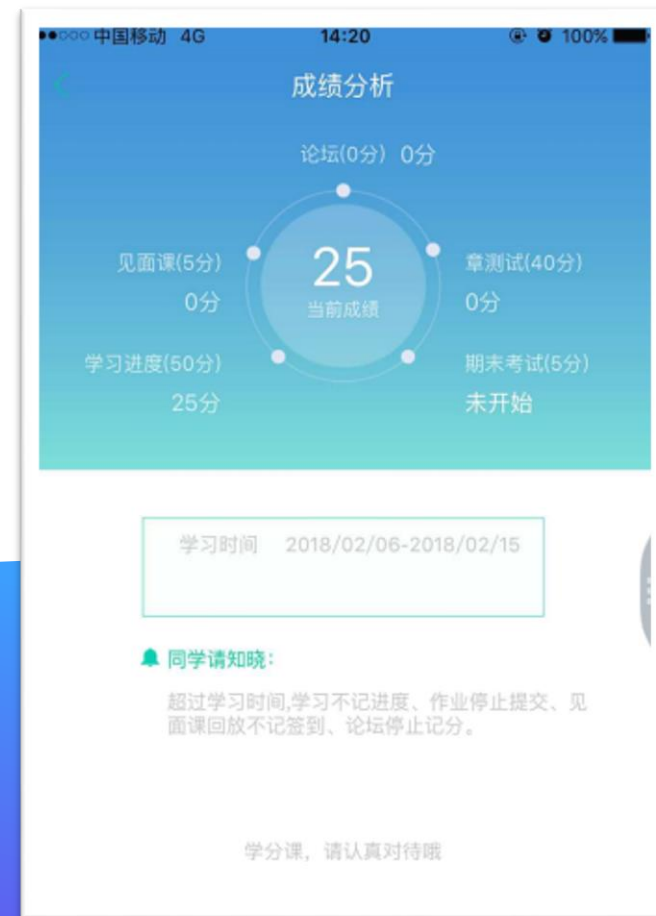 中国移动 4G 14:20 100%
成绩分析
论坛(0分) 0分
见面课(5分)
0分
25
当前成绩
章测试(40分)
0分
学习进度(50分)
25分
期末考试(5分)
未开始
学习时间 2018/02/06-2018/02/15
同学请知晓：
超过学习时间,学习不记进度、作业停止提交、见
面课回放不记签到、论坛停止记分。
学分课，请认真对待哦